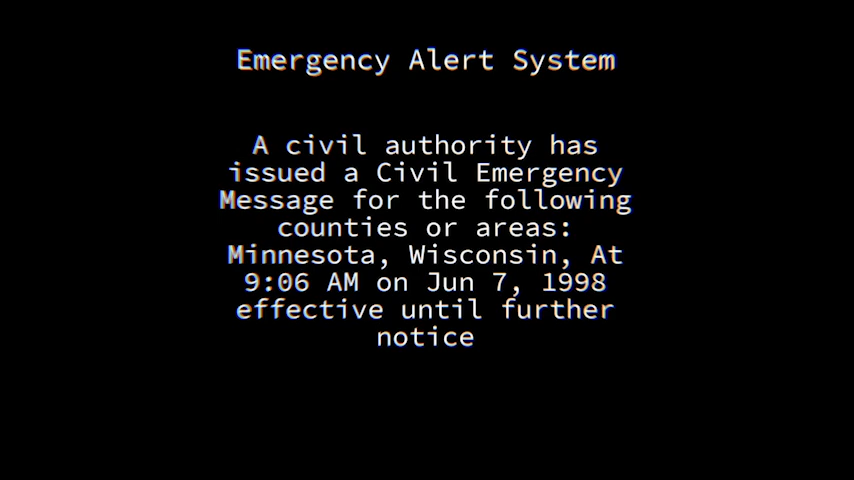 Emergency Alert System
A civil authority has
issued a Civil Emergency
Message for the following
counties or areas:
Minnesota, Wisconsin, At
9:06 AM on Jun 7, 1998
effective until further
notice